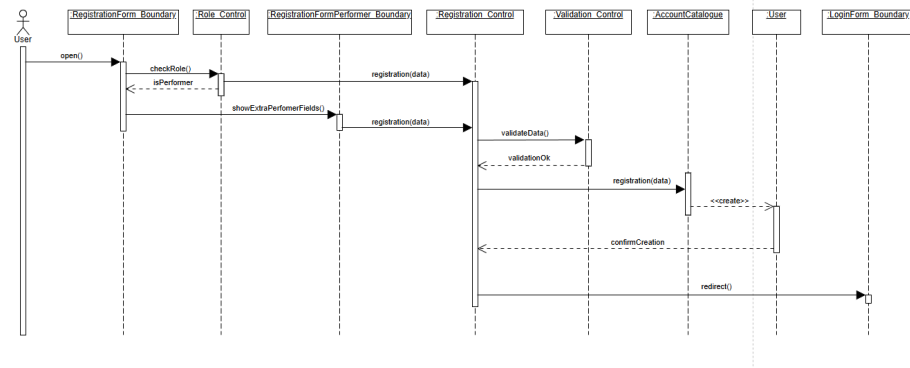 :RegistrationForm_Boundary
:Role_Control
:RegistrationFormPerformer_Boundary
:Registration_Control
:Validation_Control
:AccountCatalogue
:User
:LoginForm_Boundary
User
open()
checkRole()
isPerformer
registration(data)
showExtraPerfomerFields()
registration(data)
validateData()
validationOk
registration(data)
<<create>>
confirmCreation
redirect()